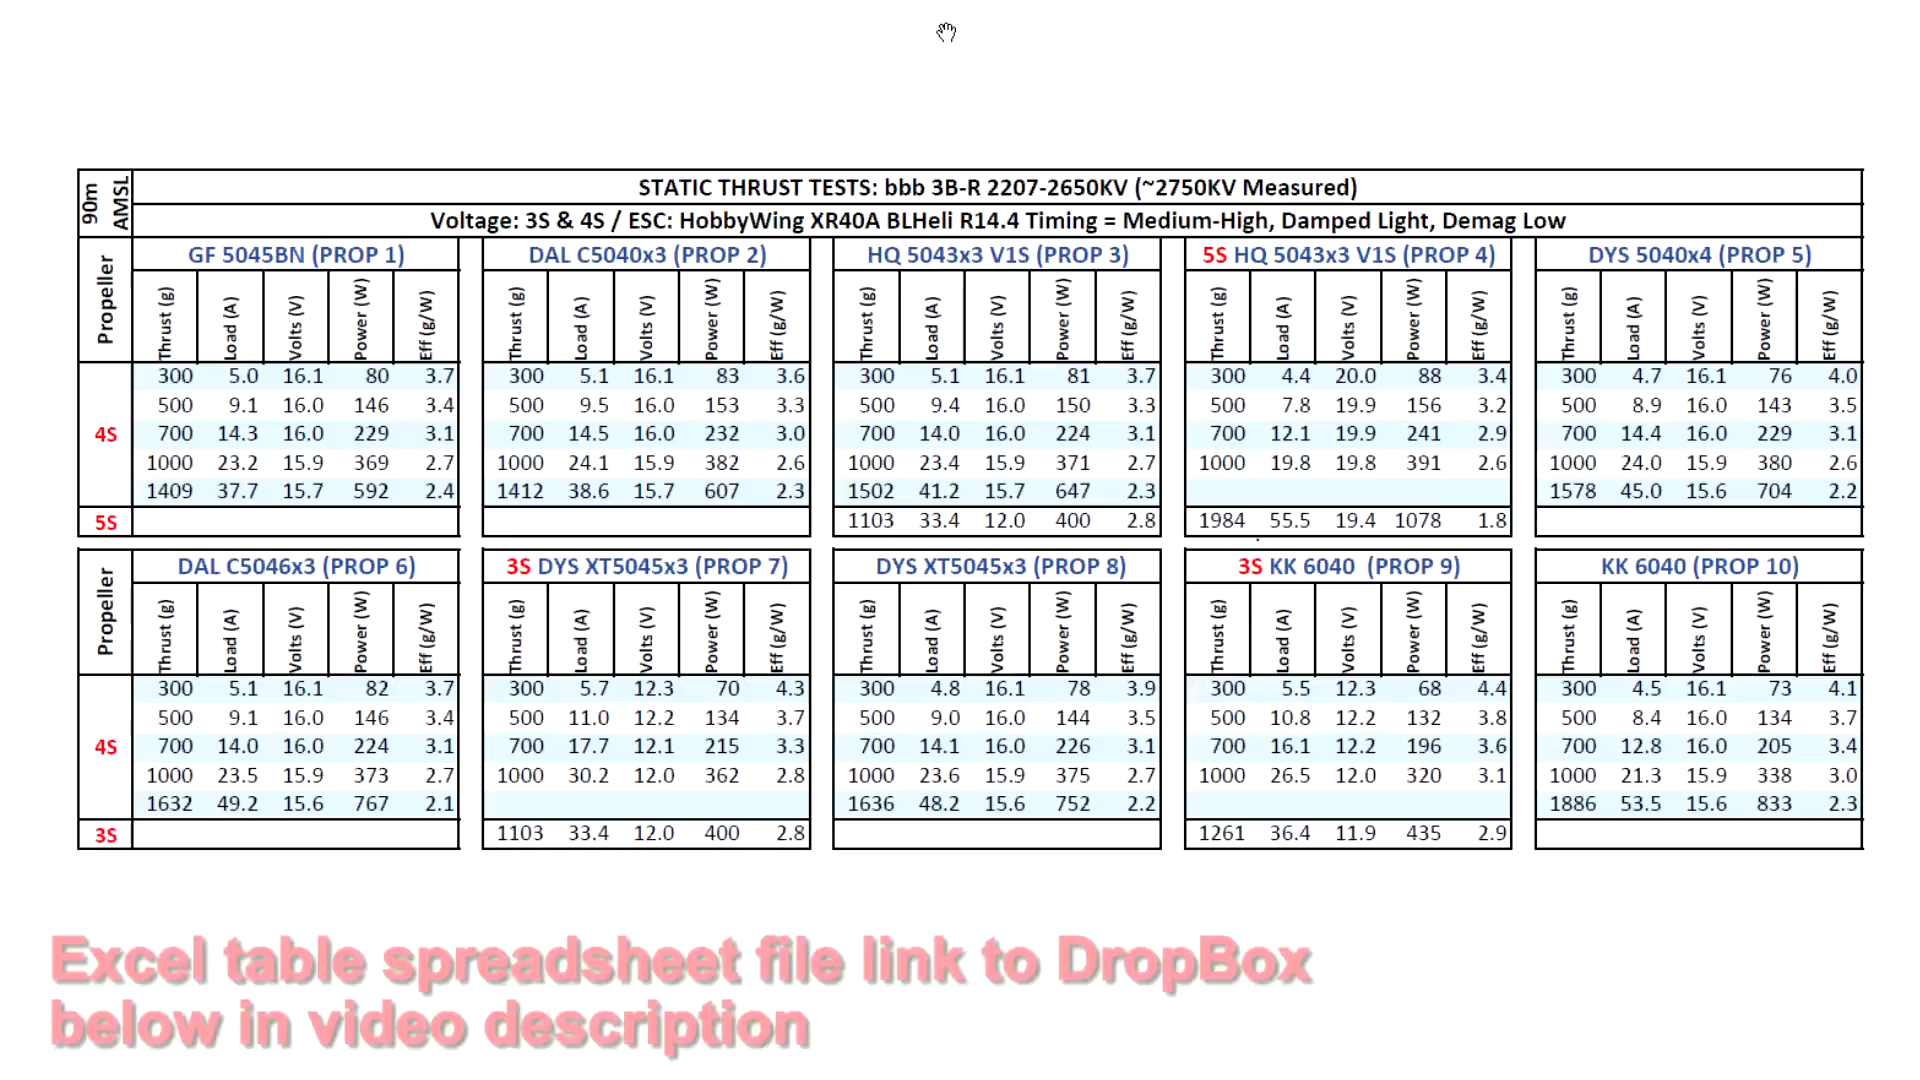 90m AMSL
STATIC THRUST TESTS: bbb 3B-R 2207-2650KV (~2750KV Measured)
Voltage: 3S & 4S / ESC: HobbyWing XR40A BLHeli R14.4 Timing = Medium-High, Damped Light, Demag Low
Propeller GF 5045BN (PROP 1) DAL C5040x3 (PROP 2) HQ 5043x3 V1S (PROP 3) 5S HQ 5043x3 V1S (PROP 4) DYS 5040x4 (PROP 5)
Thrust (g) Load (A) Volts (V) Power (W) Eff (g/W) Thrust (g) Load (A) Volts (V) Power (W) Eff (g/W) Thrust (g) Load (A) Volts (V) Power (W) Eff (g/W) Thrust (g) Load (A) Volts (V) Power (W) Eff (g/W) Thrust (g) Load (A) Volts (V) Power (W) Eff (g/W)
300 5.0 16.1 80 3.7 300 5.1 16.1 83 3.6 300 5.1 16.1 81 3.7 300 4.4 20.0 88 3.4 300 4.7 16.1 76 4.0
500 9.1 16.0 146 3.4 500 9.5 16.0 153 3.3 500 9.4 16.0 150 3.3 500 7.8 19.9 156 3.2 500 8.9 16.0 143 3.5
4S 700 14.3 16.0 229 3.1 700 14.5 16.0 232 3.0 700 14.0 16.0 224 3.1 700 12.1 19.9 241 2.9 700 14.4 16.0 229 3.1
1000 23.2 15.9 369 2.7 1000 24.1 15.9 382 2.6 1000 23.4 15.9 371 2.7 1000 19.8 19.8 391 2.6 1000 24.0 15.9 380 2.6
1409 37.7 15.7 592 2.4 1412 38.6 15.7 607 2.3 1502 41.2 15.7 647 2.3 1578 45.0 15.6 704 2.2
5S 1103 33.4 12.0 400 2.8 1984 55.5 19.4 1078 1.8
Propeller DAL C5046x3 (PROP 6) 3S DYS XT5045x3 (PROP 7) DYS XT5045x3 (PROP 8) 3S KK 6040 (PROP 9) KK 6040 (PROP 10)
Thrust (g) Load (A) Volts (V) Power (W) Eff (g/W) Thrust (g) Load (A) Volts (V) Power (W) Eff (g/W) Thrust (g) Load (A) Volts (V) Power (W) Eff (g/W) Thrust (g) Load (A) Volts (V) Power (W) Eff (g/W) Thrust (g) Load (A) Volts (V) Power (W) Eff (g/W)
300 5.1 16.1 82 3.7 300 5.7 12.3 70 4.3 300 4.8 16.1 78 3.9 300 5.5 12.3 68 4.4 300 4.5 16.1 73 4.1
500 9.1 16.0 146 3.4 500 11.0 12.2 134 3.7 500 9.0 16.0 144 3.5 500 10.8 12.2 132 3.8 500 8.4 16.0 134 3.7
4S 700 14.0 16.0 224 3.1 700 17.7 12.1 215 3.3 700 14.1 16.0 226 3.1 700 16.1 12.2 196 3.6 700 12.8 16.0 205 3.4
1000 23.5 15.9 373 2.7 1000 30.2 12.0 362 2.8 1000 23.6 15.9 375 2.7 1000 26.5 12.0 320 3.1 1000 21.3 15.9 338 3.0
1632 49.2 15.6 767 2.1 1636 48.2 15.6 752 2.2 1886 53.5 15.6 833 2.3
3S 1103 33.4 12.0 400 2.8 1261 36.4 11.9 435 2.9
Excel table spreadsheet file link to DropBox
below in video description